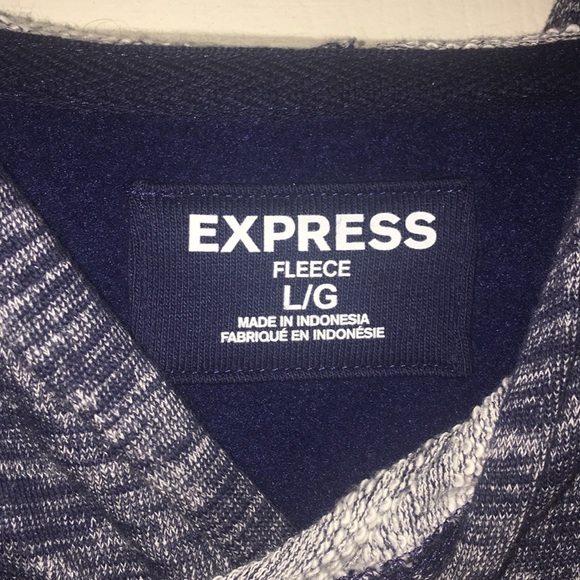 EXPRESS
FLEECE
L/G
MADE IN INDONESIA
FABRIQUÉ EN INDONÉSIE